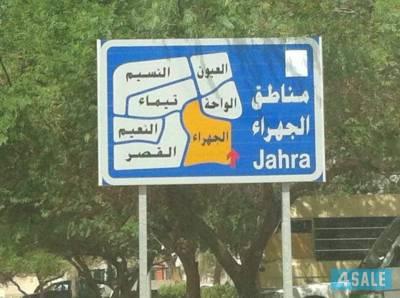 مناطق
الجهراء
Jahra
العيون
النسيم
الواحة
تيماء
النعيم
الجهراء
القصر
4SALE